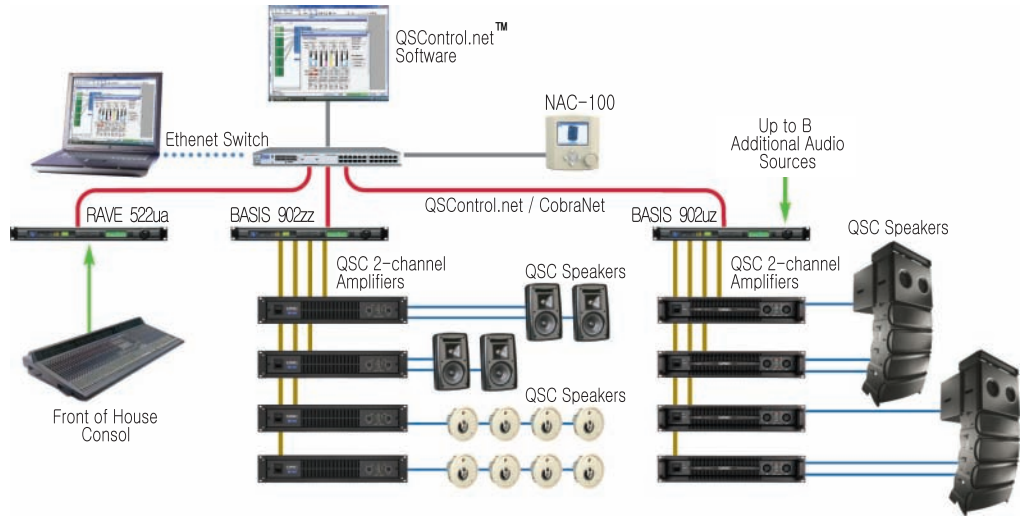 QSControl.net™
Software
NAC-100
Ethenet Switch
Up to B
Additional Audio
Sources
QSControl.net / CobraNet
RAVE 522ua
BASIS 902zz
BASIS 902uz
QSC Speakers
QSC 2-channel
Amplifiers
QSC Speakers
QSC 2-channel
Amplifiers
QSC Speakers
Front of House
Consol